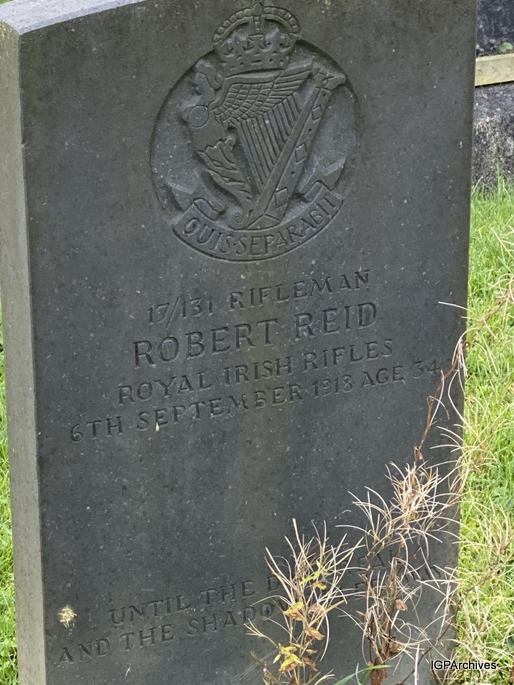 QUIS·SEPARABIT
17/131 RIFLEMAN
ROBERT REID
ROYAL IRISH RIFLES
6TH SEPTEMBER 1918 AGE 34
UNTIL THE
AND THE
IGPArchives